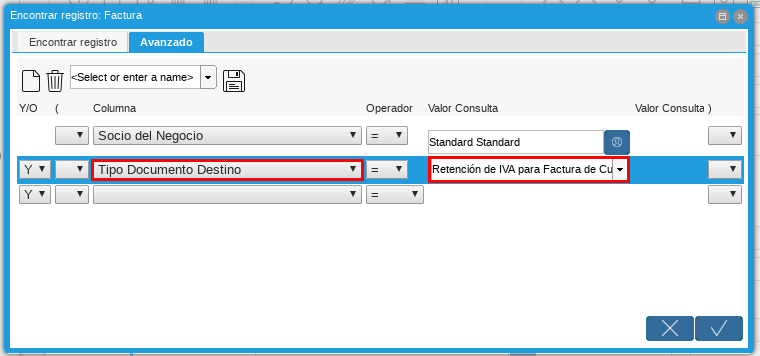 Encontrar registro: Factura
Encontrar registro Avanzado
<Select or enter a name>
Y/O ( Columna Operador Valor Consulta Valor Consulta )
Socio del Negocio = Standard Standard
Y Tipo Documento Destino = Retención de IVA para Factura de Cu
Y =